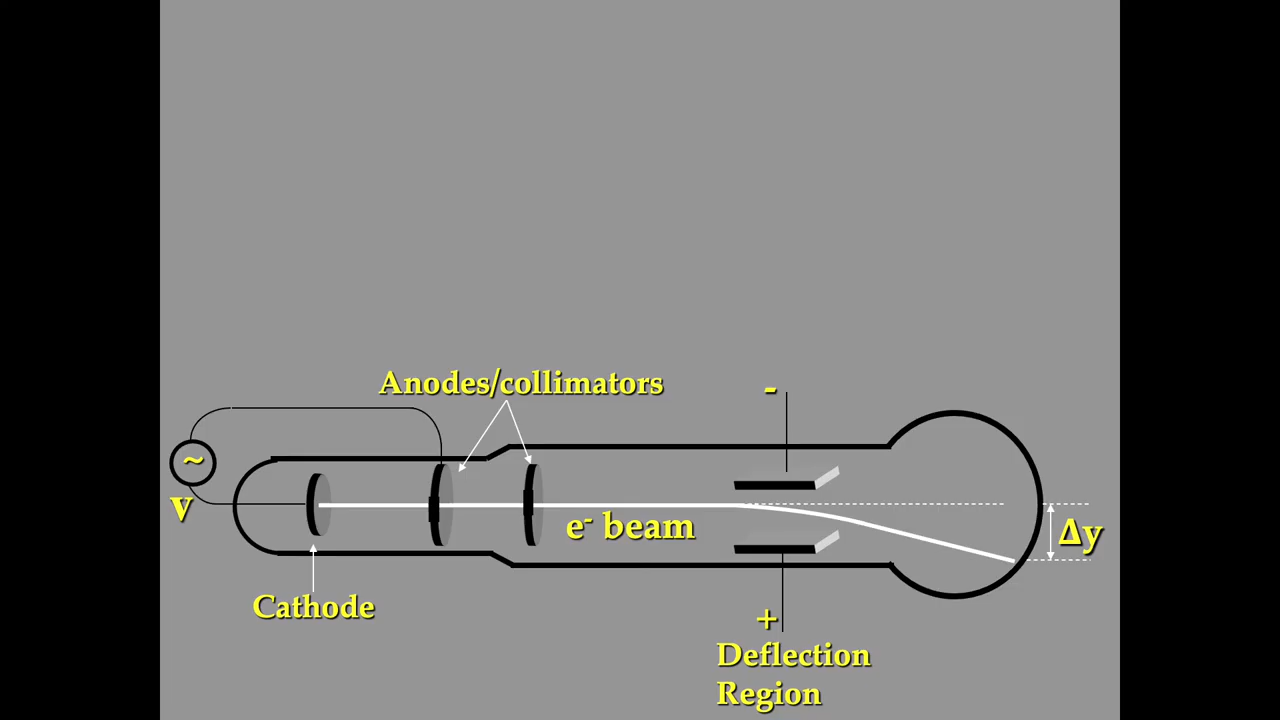 Anodes/collimators
-
~
v
e- beam
Δy
Cathode
+
Deflection
Region